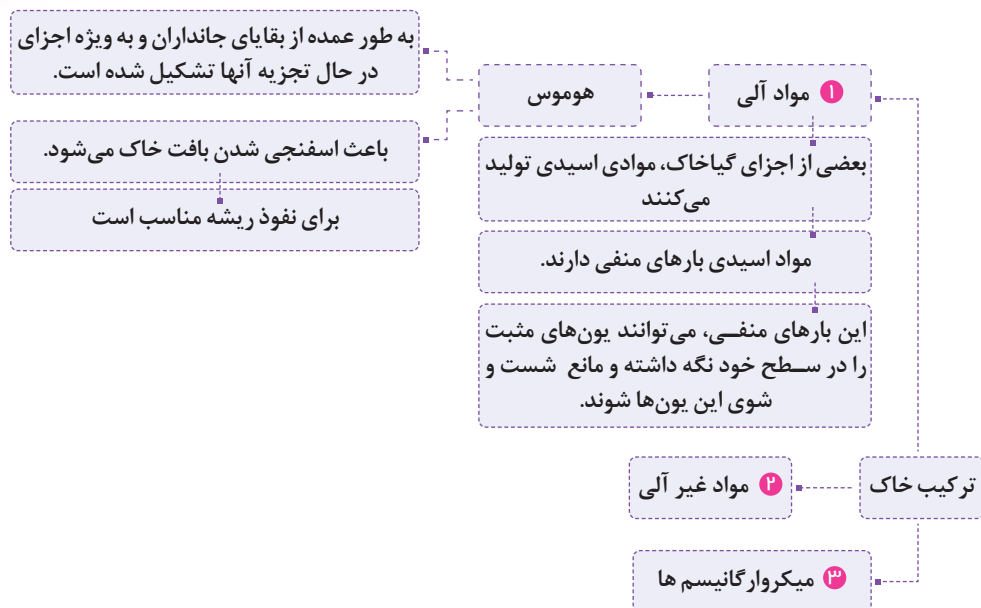 به طور عمده از بقایای جانداران و به ویژه اجزای
در حال تجزیه آنها تشکیل شده است.
هوموس
۱ مواد آلی
باعث اسفنجی شدن بافت خاک می‌شود.
برای نفوذ ریشه مناسب است
بعضی از اجزای گیاخاک، موادی اسیدی تولید
می‌کنند
مواد اسیدی بارهای منفی دارند.
این بارهای منفـی، می‌توانند یون‌های مثبت
را در سـطح خود نگه داشته و مانع شست و
شوی این یون‌ها شوند.
ترکیب خاک
۲ مواد غیر آلی
۳ میکروارگانیسم ها